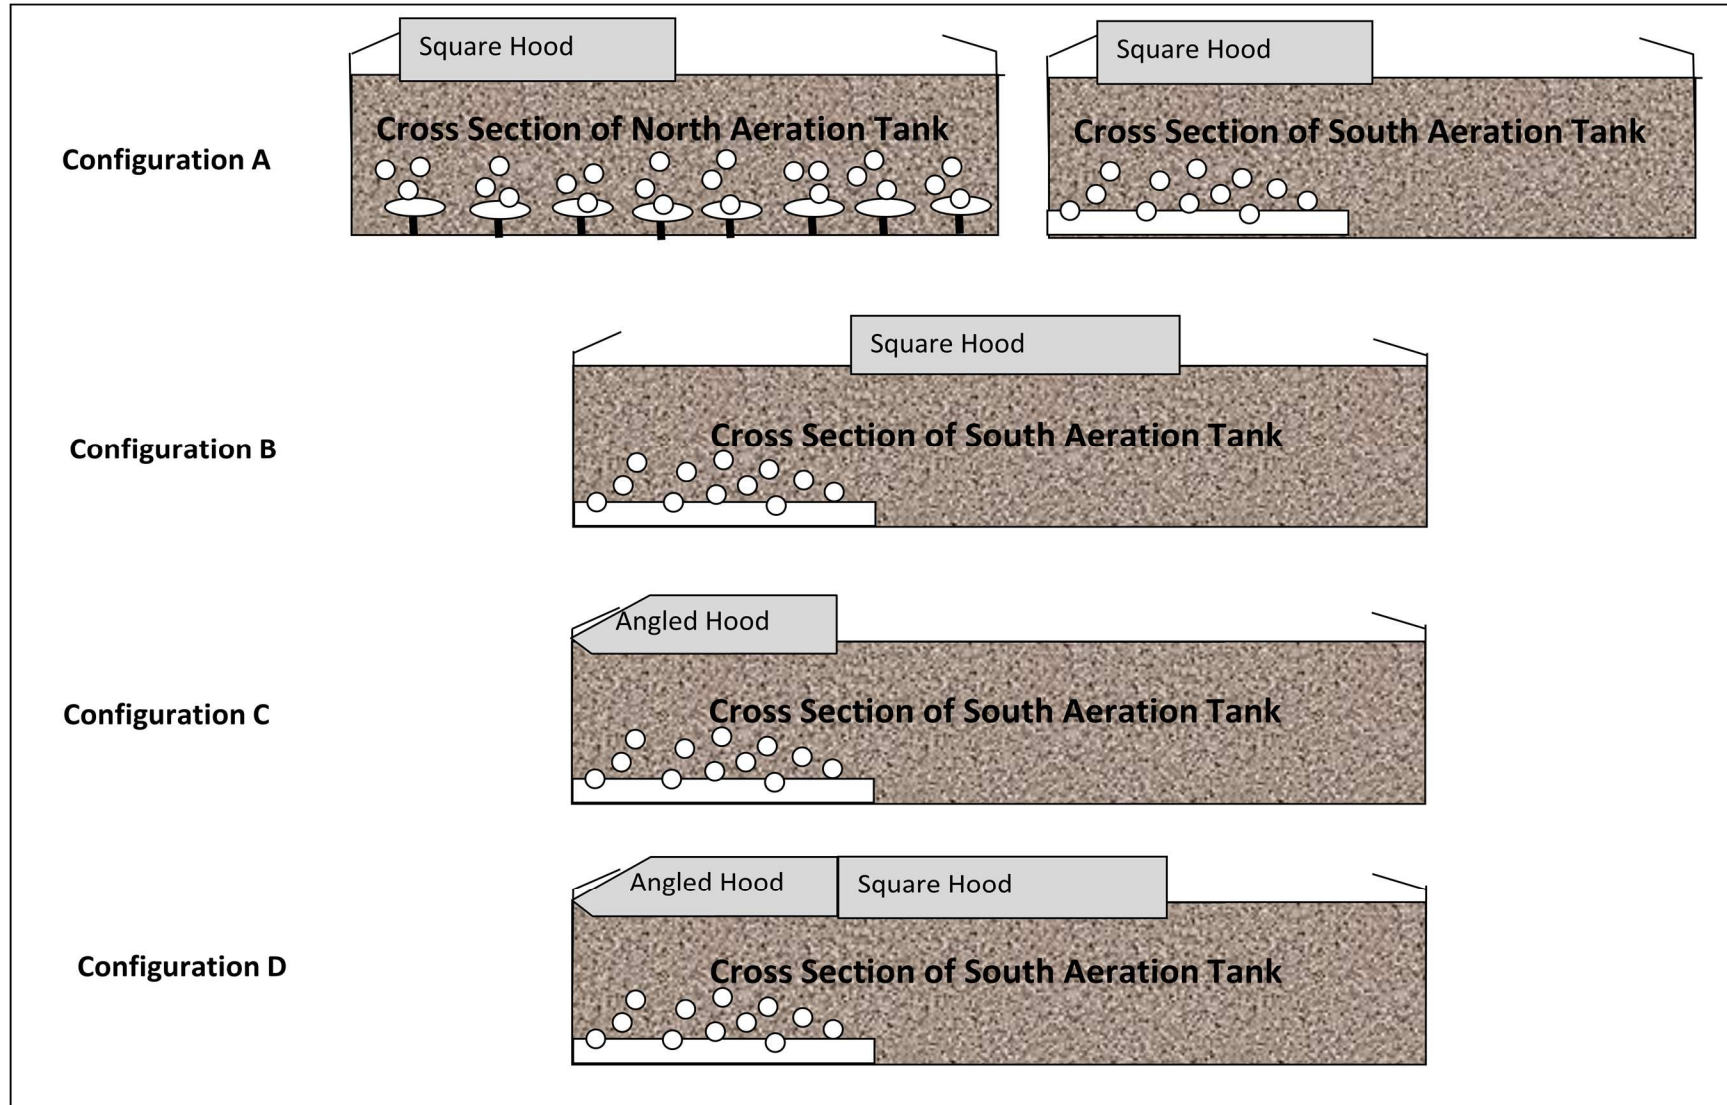 Square Hood
Square Hood
Cross Section of North Aeration Tank
Cross Section of South Aeration Tank
Configuration A
Square Hood
Cross Section of South Aeration Tank
Configuration B
Angled Hood
Cross Section of South Aeration Tank
Configuration C
Angled Hood
Square Hood
Cross Section of South Aeration Tank
Configuration D